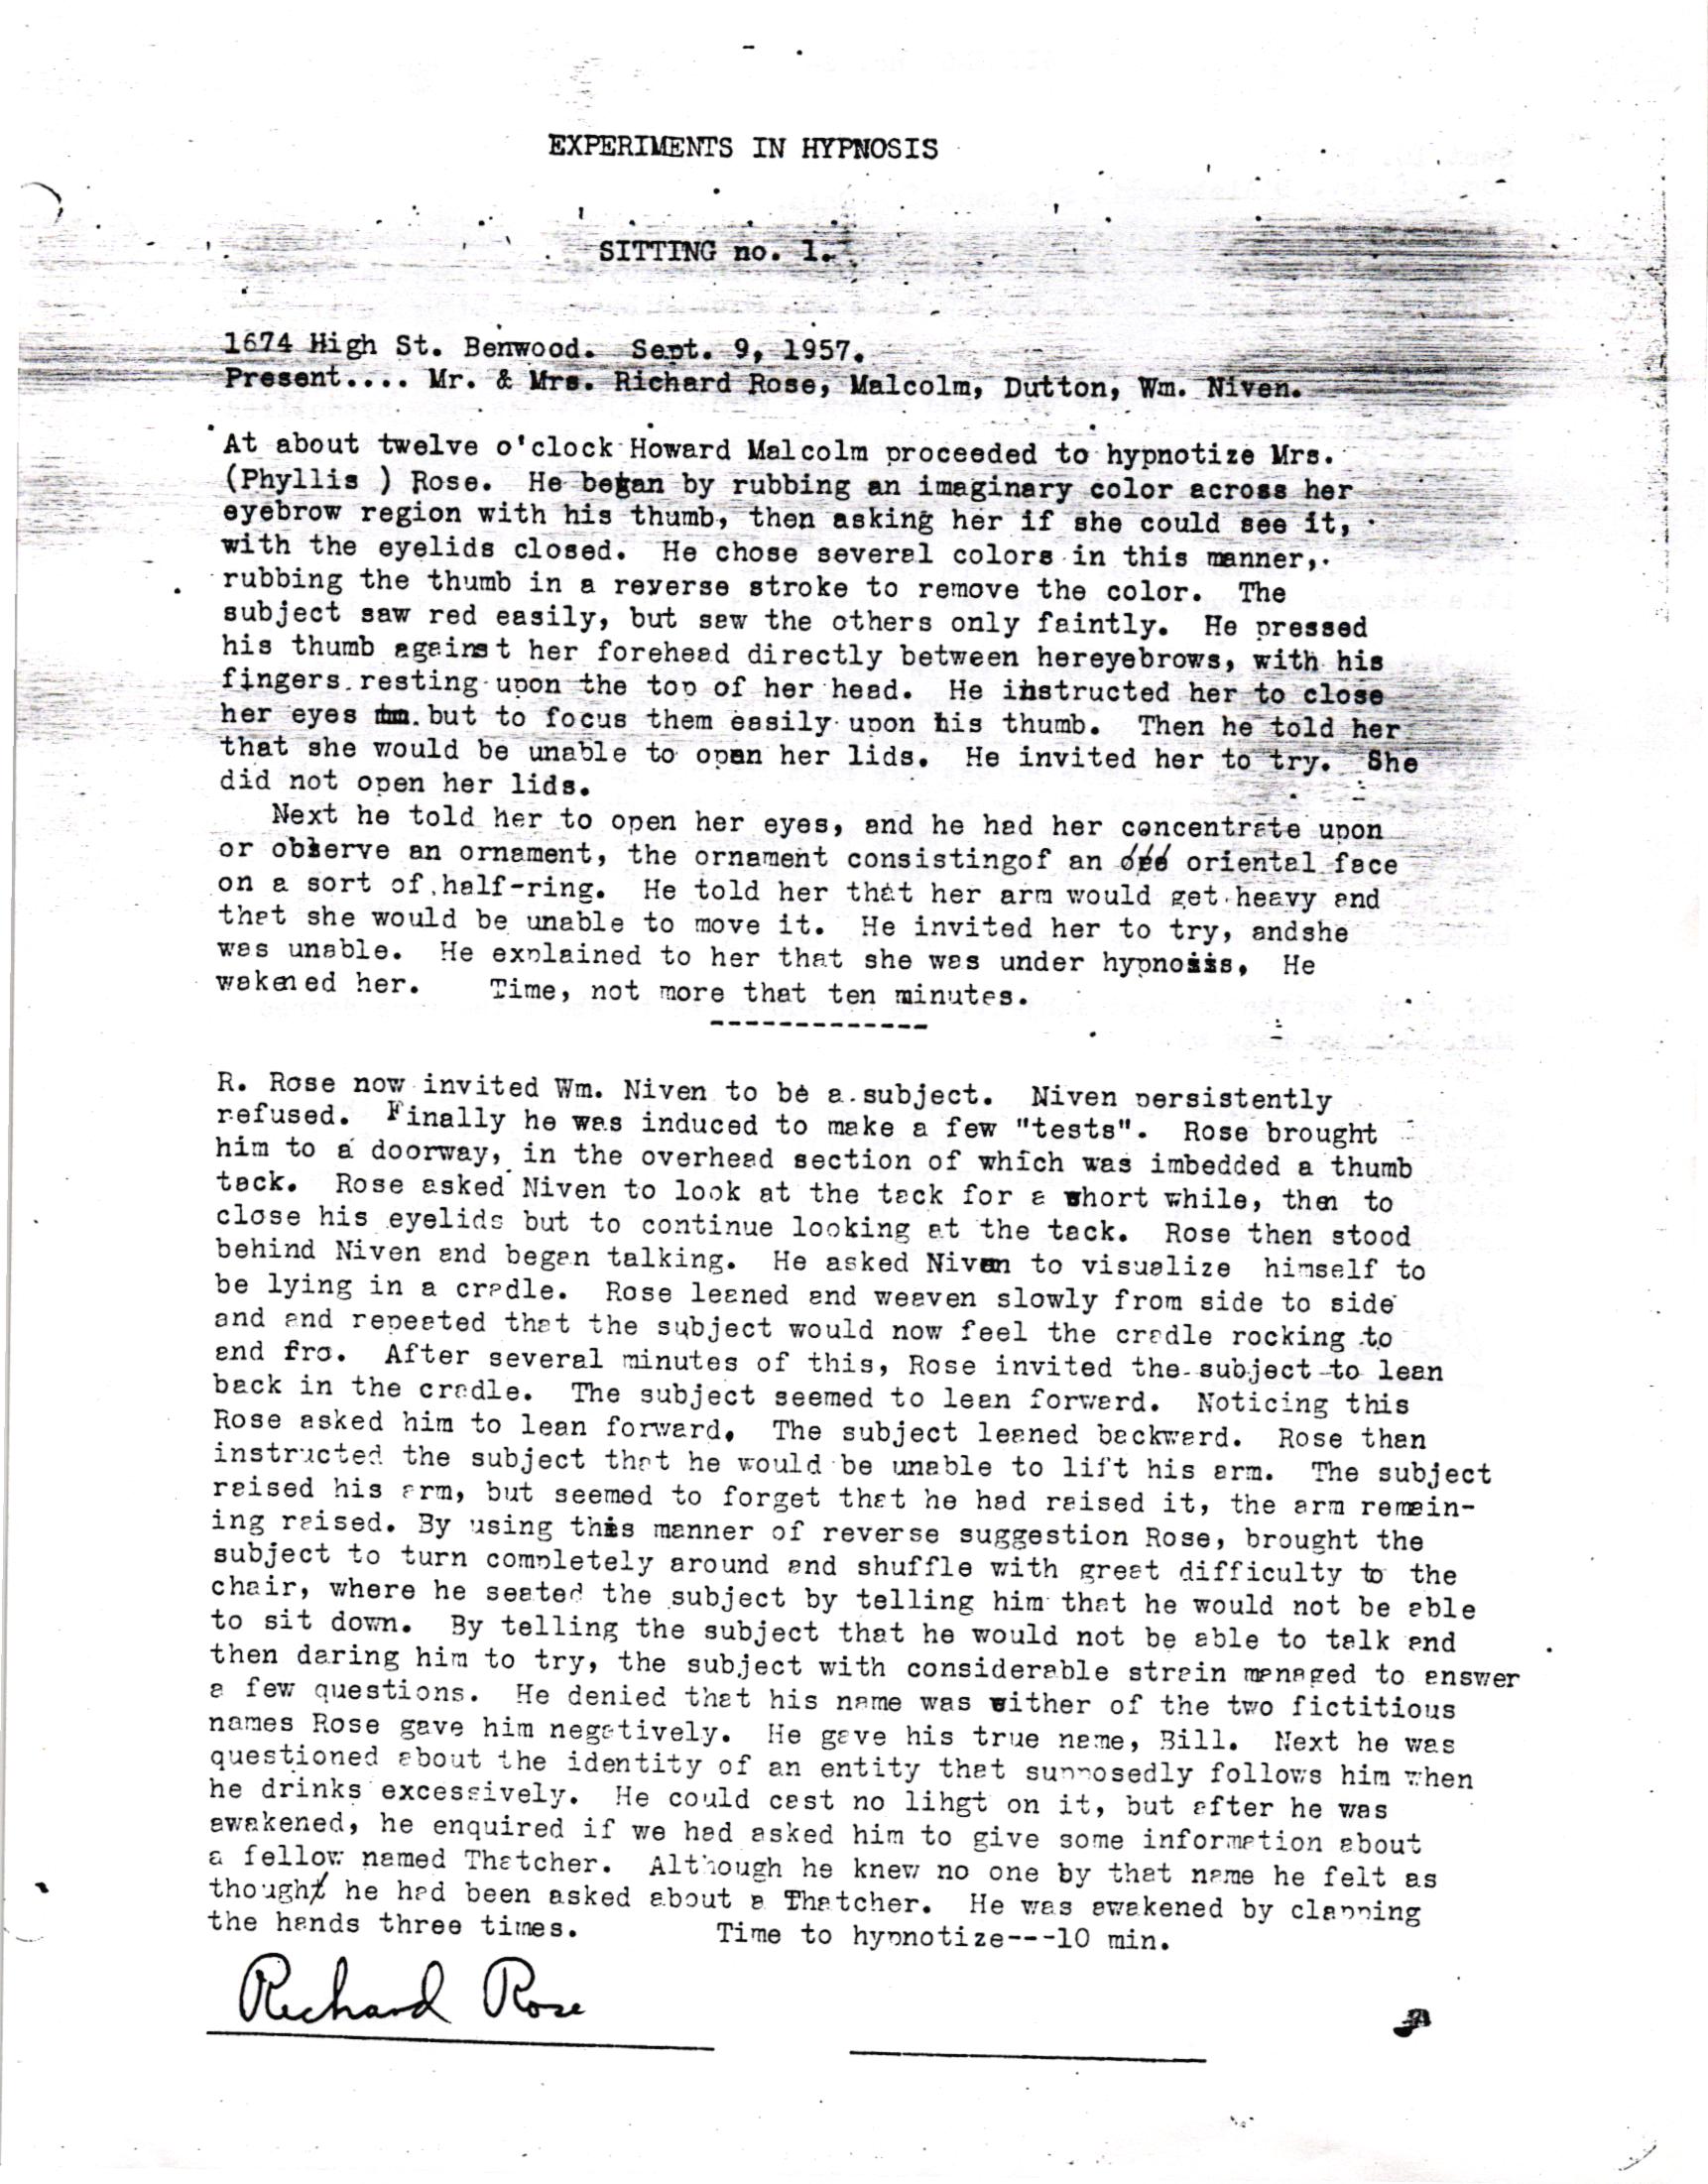 EXPERIMENTS IN HYPNOSIS
SITTING no. 1.
1674 High St. Benwood. Sept. 9, 1957.
Present.... Mr. & Mrs. Richard Rose, Malcolm, Dutton, Wm. Niven.
At about twelve o'clock Howard Malcolm proceeded to hypnotize Mrs.
(Phyllis ) Rose. He began by rubbing an imaginary color across her
eyebrow region with his thumb, then asking her if she could see it,
with the eyelids closed. He chose several colors in this manner,
rubbing the thumb in a reverse stroke to remove the color. The
subject saw red easily, but saw the others only faintly. He pressed
his thumb against her forehead directly between hereyebrows, with his
fingers resting upon the top of her head. He instructed her to close
her eyes but to focus them easily upon his thumb. Then he told her
that she would be unable to open her lids. He invited her to try. She
did not open her lids.
Next he told her to open her eyes, and he had her concentrate upon
or observe an ornament, the ornament consistingof an oriental face
on a sort of half-ring. He told her that her arm would get heavy and
that she would be unable to move it. He invited her to try, andshe
was unable. He explained to her that she was under hypnosis, He
wakened her. Time, not more that ten minutes.
-------------
R. Rose now invited Wm. Niven to be a subject. Niven persistently
refused. Finally he was induced to make a few "tests". Rose brought
him to a doorway, in the overhead section of which was imbedded a thumb
tack. Rose asked Niven to look at the tack for a short while, then to
close his eyelids but to continue looking at the tack. Rose then stood
behind Niven and began talking. He asked Niven to visualize himself to
be lying in a cradle. Rose leaned and weaven slowly from side to side
and and repeated that the subject would now feel the cradle rocking to
and fro. After several minutes of this, Rose invited the subject to lean
back in the cradle. The subject seemed to lean forward. Noticing this
Rose asked him to lean forward. The subject leaned backward. Rose than
instructed the subject that he would be unable to lift his arm. The subject
raised his arm, but seemed to forget that he had raised it, the arm remain-
ing raised. By using this manner of reverse suggestion Rose, brought the
subject to turn completely around and shuffle with great difficulty to the
chair, where he seated the subject by telling him that he would not be able
to sit down. By telling the subject that he would not be able to talk and
then daring him to try, the subject with considerable strain managed to answer
a few questions. He denied that his name was either of the two fictitious
names Rose gave him negatively. He gave his true name, Bill. Next he was
questioned about the identity of an entity that supposedly follows him when
he drinks excessively. He could cast no lihgt on it, but after he was
awakened, he enquired if we had asked him to give some information about
a fellow named Thatcher. Although he knew no one by that name he felt as
though he had been asked about a Thatcher. He was awakened by clapping
the hands three times. Time to hypnotize---10 min.
Richard Rose